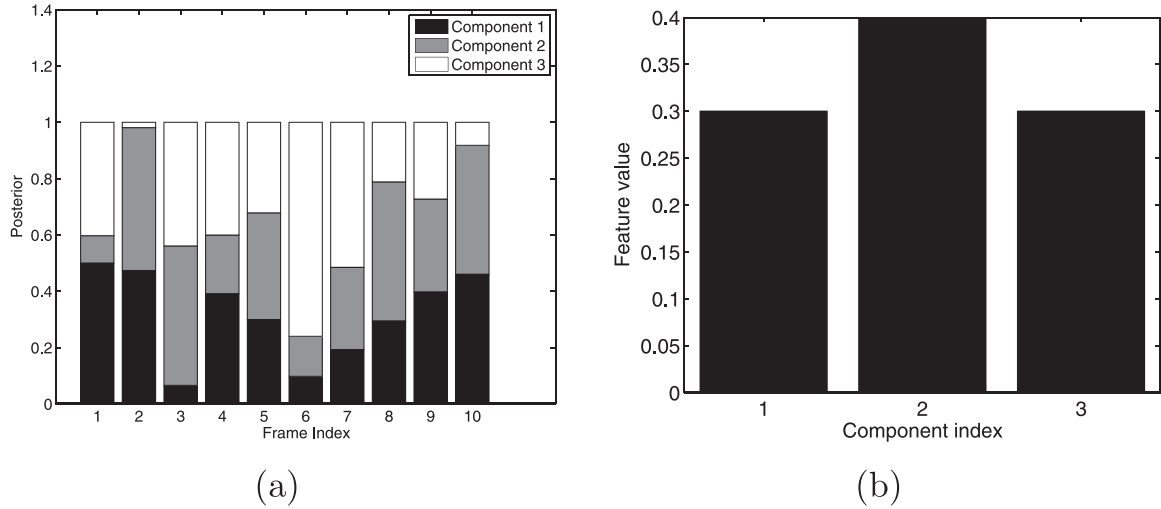 1.4
1.2
1
0.8
0.6
0.4
0.2
0
Posterior
Component 1
Component 2
Component 3
1 2 3 4 5 6 7 8 9 10
Frame Index
(a)
0.4
0.35
0.3
0.25
0.2
0.15
0.1
0.05
0
Feature value
1 2 3
Component index
(b)